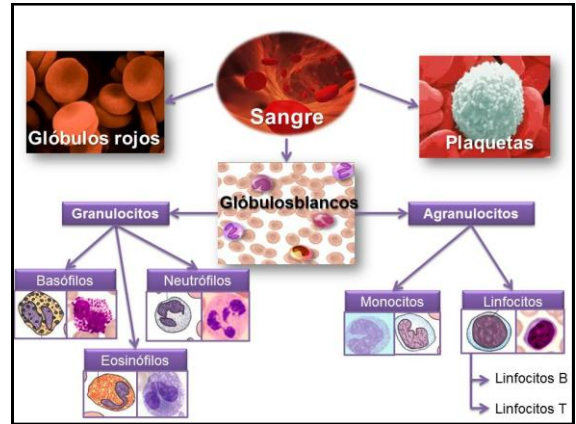 Sangre
Glóbulos rojos
Plaquetas
Glóbulosblancos
Granulocitos
Agranulocitos
Basófilos
Neutrófilos
Eosinófilos
Monocitos
Linfocitos
Linfocitos B
Linfocitos T